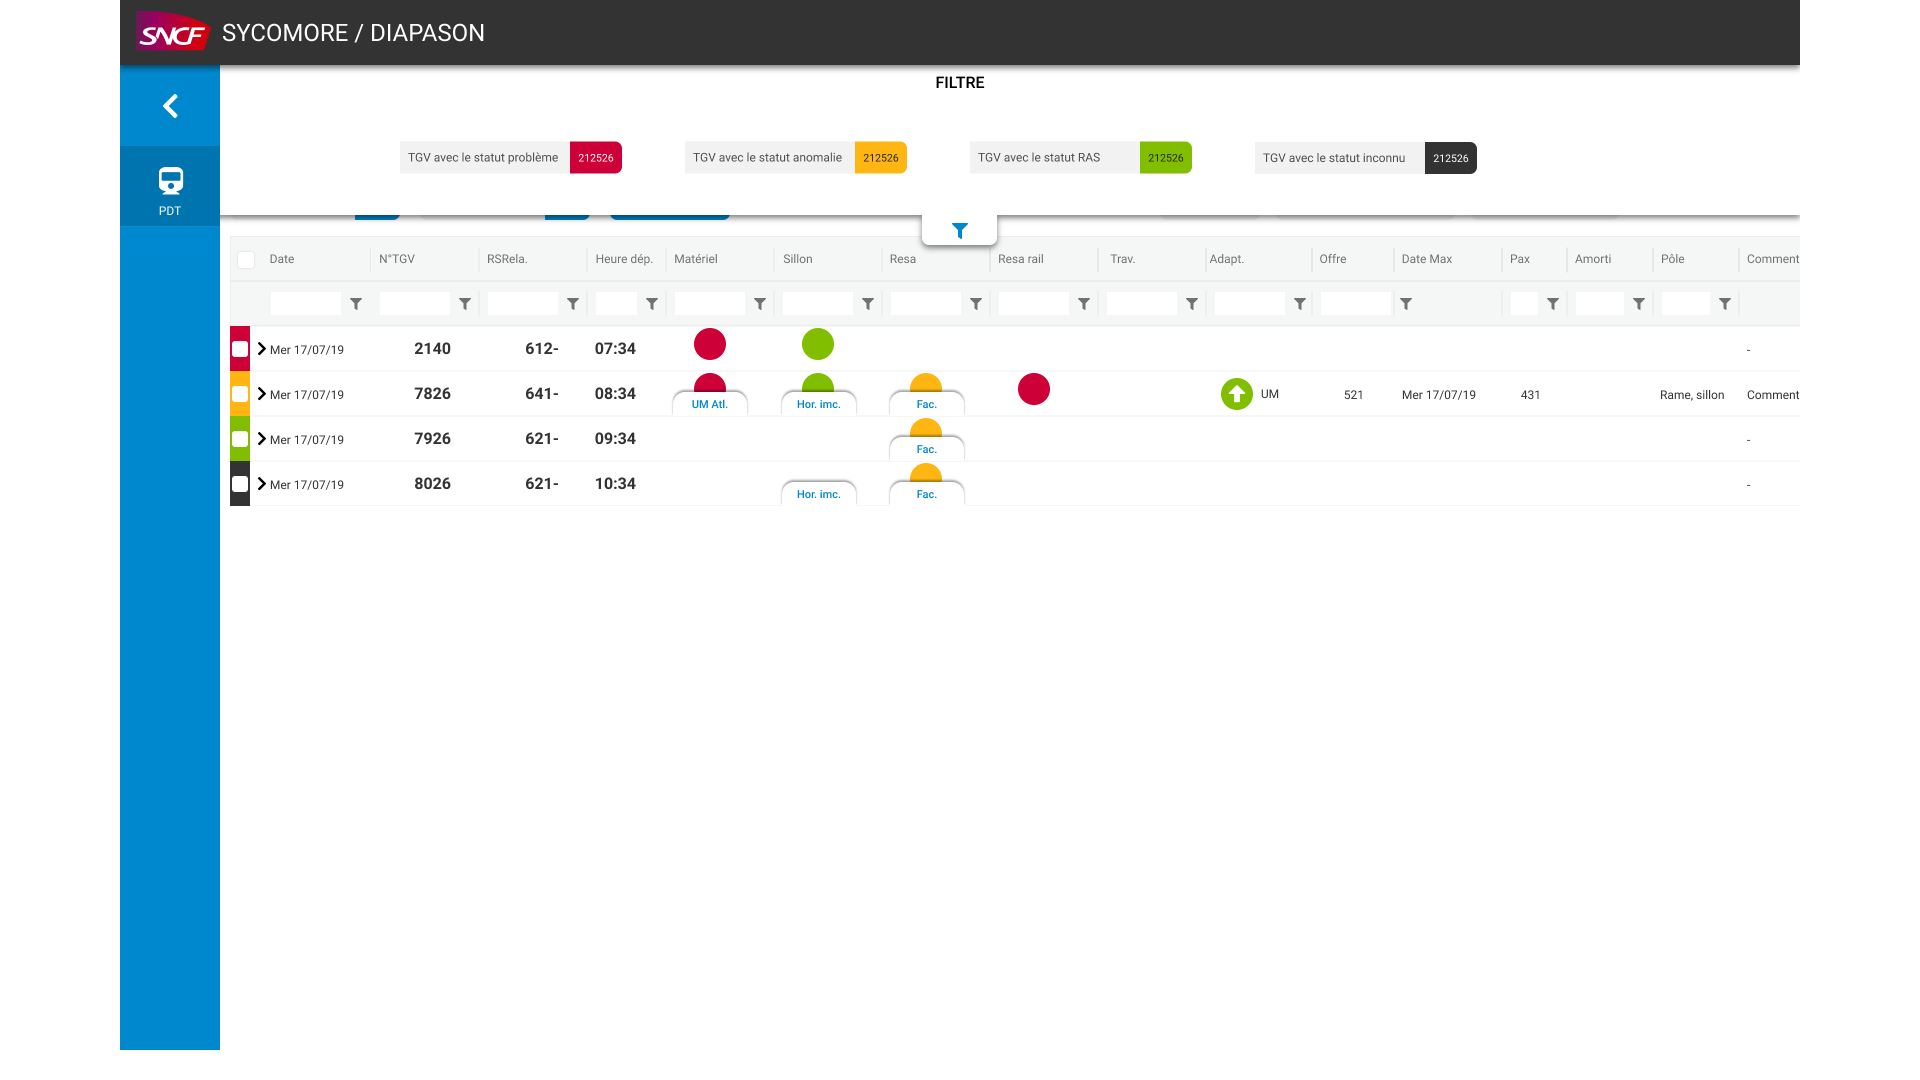 SNCF SYCOMORE / DIAPASON
FILTRE
TGV avec le statut problème 212526 TGV avec le statut anomalie 212526 TGV avec le statut RAS 212526 TGV avec le statut inconnu 212526
PDT
Date N°TGV RSRela. Heure dép. Matériel Sillon Resa Resa rail Trav. Adapt. Offre Date Max Pax Amorti Pôle Comment
Mer 17/07/19 2140 612- 07:34 -
Mer 17/07/19 7826 641- 08:34 UM Atl. Hor. imc. Fac. UM 521 Mer 17/07/19 431 Rame, sillon Comment
Mer 17/07/19 7926 621- 09:34 Fac. -
Mer 17/07/19 8026 621- 10:34 Hor. imc. Fac. -